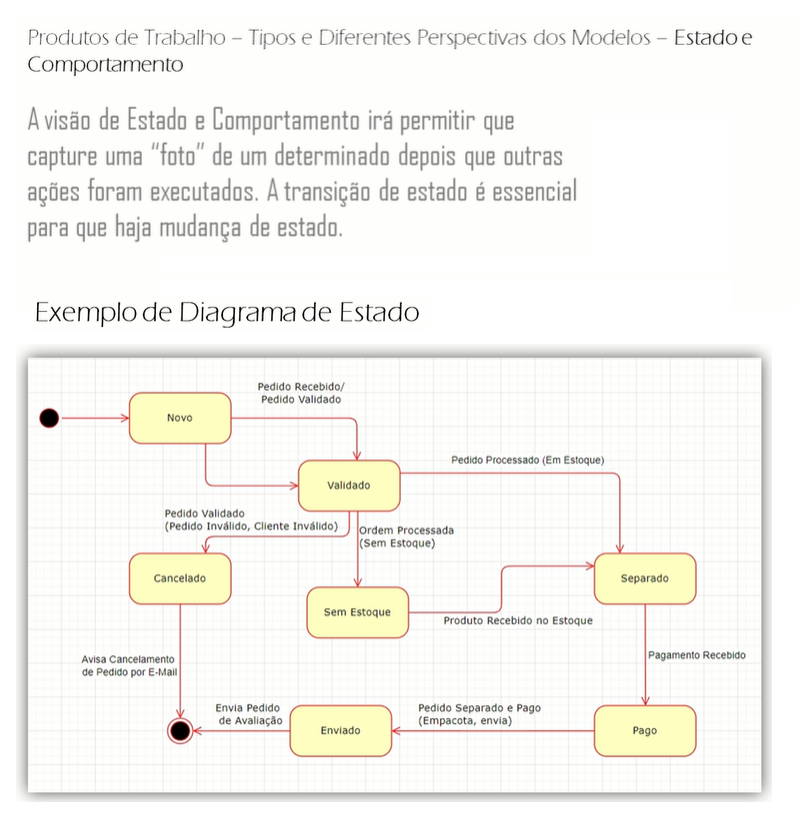 Produtos de Trabalho – Tipos e Diferentes Perspectivas dos Modelos – Estado e
Comportamento
A visão de Estado e Comportamento irá permitir que
capture uma “foto” de um determinado depois que outras
ações foram executados. A transição de estado é essencial
para que haja mudança de estado.
Exemplo de Diagrama de Estado
Pedido Recebido/
Pedido Validado
Novo
Pedido Processado (Em Estoque)
Validado
Pedido Validado
(Pedido Inválido, Cliente Inválido)
Ordem Processada
(Sem Estoque)
Cancelado
Separado
Sem Estoque
Produto Recebido no Estoque
Avisa Cancelamento
de Pedido por E-Mail
Pagamento Recebido
Envia Pedido
de Avaliação
Pedido Separado e Pago
(Empacota, envia)
Enviado
Pago